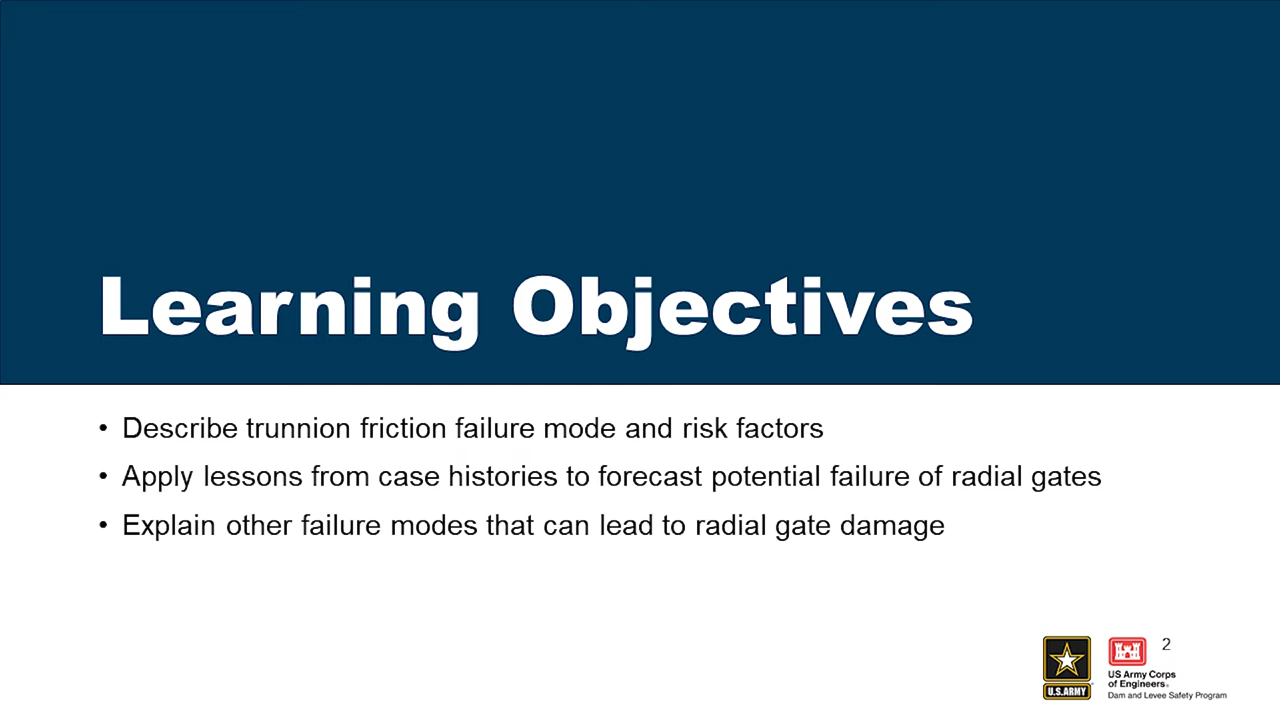 Learning Objectives
• Describe trunnion friction failure mode and risk factors
• Apply lessons from case histories to forecast potential failure of radial gates
• Explain other failure modes that can lead to radial gate damage
2
U.S.ARMY
US Army Corps
of Engineers®
Dam and Levee Safety Program